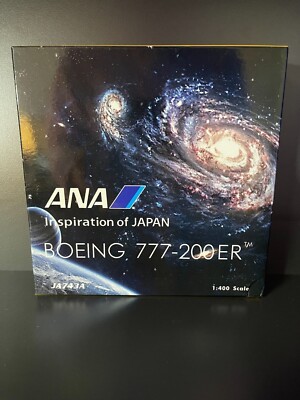 ANA
Inspiration of JAPAN
BOEING 777-200ER™
JA743A
1:400 Scale